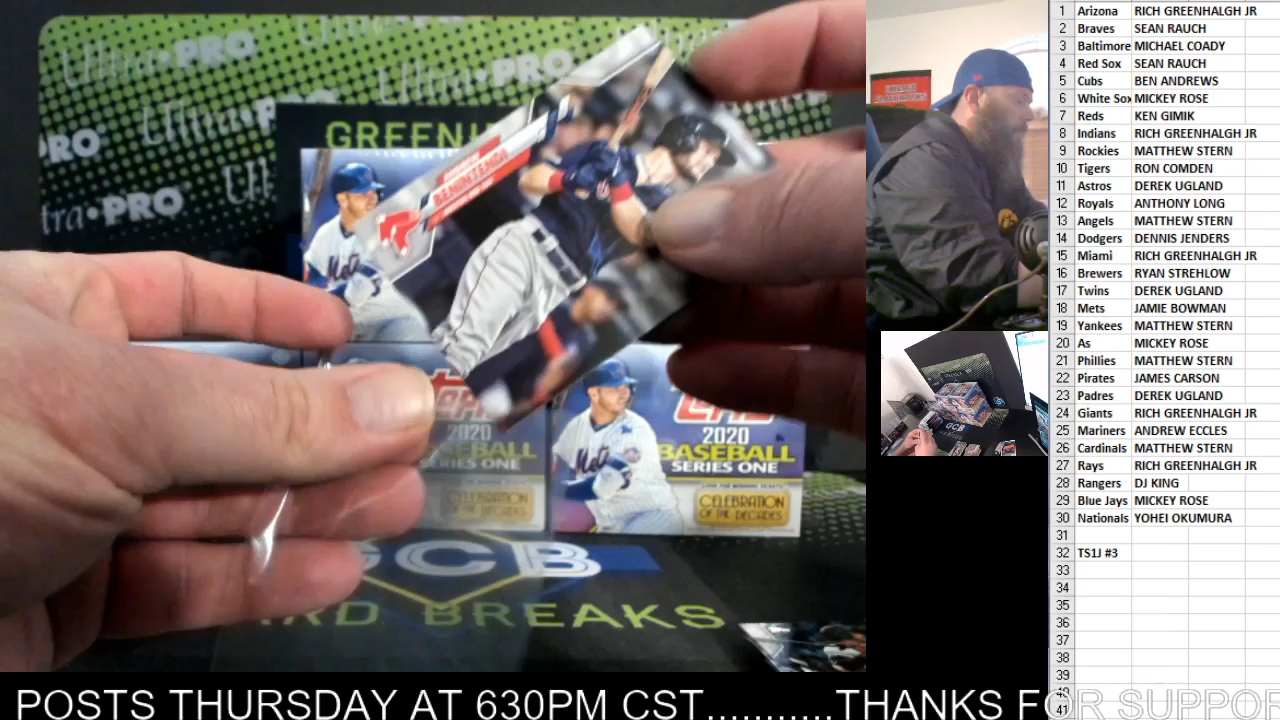 Ultra•PRO
Ultra•PRO
PRO
tra•PRO
BENINTENDI
Mets
Topps
2020
BASEBALL
SERIES ONE
CELEBRATION
OF THE DECADES
Mets
2020
BASEBALL
SERIES ONE
CELEBRATION
OF THE DECADES
GCB
CARD BREAKS
1 Arizona RICH GREENHALGH JR
2 Braves SEAN RAUCH
3 Baltimore MICHAEL COADY
4 Red Sox SEAN RAUCH
5 Cubs BEN ANDREWS
6 White Sox MICKEY ROSE
7 Reds KEN GIMIK
8 Indians RICH GREENHALGH JR
9 Rockies MATTHEW STERN
10 Tigers RON COMDEN
11 Astros DEREK UGLAND
12 Royals ANTHONY LONG
13 Angels MATTHEW STERN
14 Dodgers DENNIS JENDERS
15 Miami RICH GREENHALGH JR
16 Brewers RYAN STREHLOW
17 Twins DEREK UGLAND
18 Mets JAMIE BOWMAN
19 Yankees MATTHEW STERN
20 As MICKEY ROSE
21 Phillies MATTHEW STERN
22 Pirates JAMES CARSON
23 Padres DEREK UGLAND
24 Giants RICH GREENHALGH JR
25 Mariners ANDREW ECCLES
26 Cardinals MATTHEW STERN
27 Rays RICH GREENHALGH JR
28 Rangers DJ KING
29 Blue Jays MICKEY ROSE
30 Nationals YOHEI OKUMURA
31
32 TS1J #3
33
34
35
36
37
38
39
40
41
POSTS THURSDAY AT 630PM CST...........THANKS FOR SUPPOR